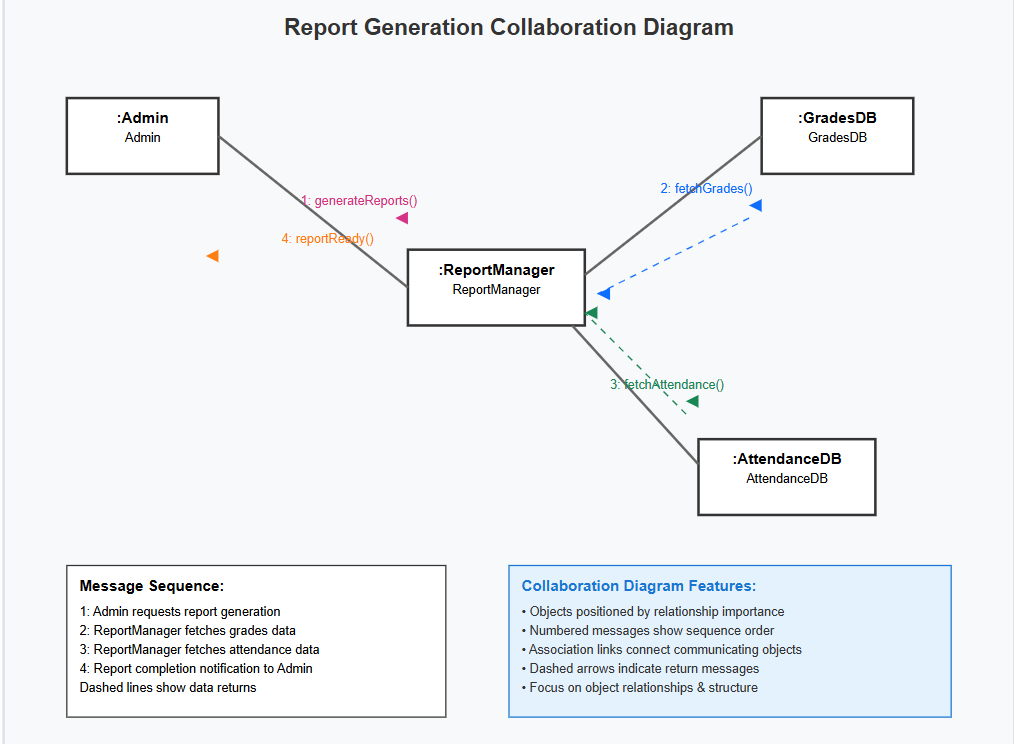 Report Generation Collaboration Diagram
:Admin
Admin
:GradesDB
GradesDB
2: fetchGrades()
1: generateReports()
4: reportReady()
:ReportManager
ReportManager
3: fetchAttendance()
:AttendanceDB
AttendanceDB
Message Sequence:
1: Admin requests report generation
2: ReportManager fetches grades data
3: ReportManager fetches attendance data
4: Report completion notification to Admin
Dashed lines show data returns
Collaboration Diagram Features:
• Objects positioned by relationship importance
• Numbered messages show sequence order
• Association links connect communicating objects
• Dashed arrows indicate return messages
• Focus on object relationships & structure